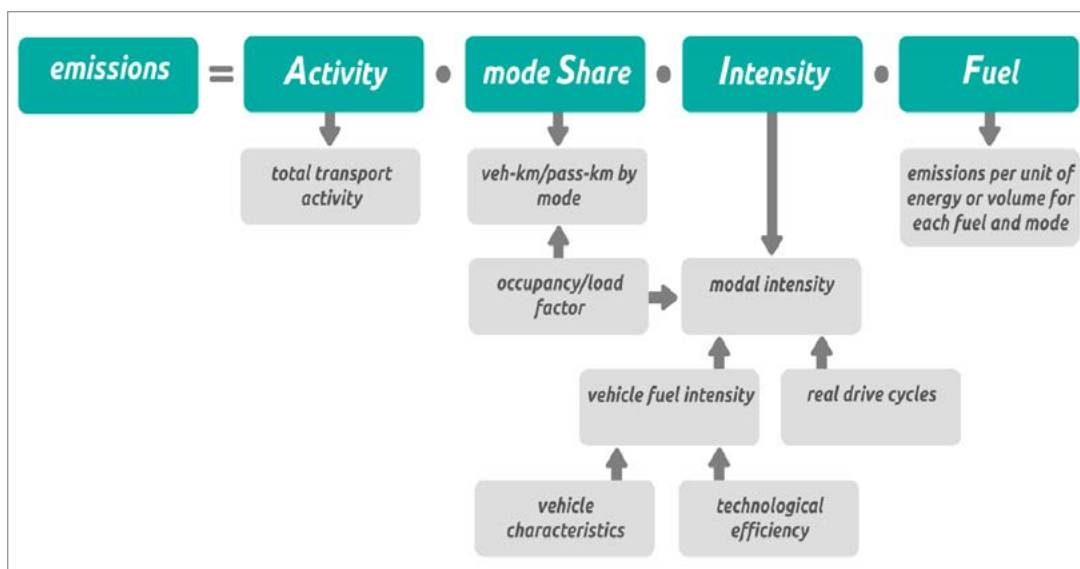 emissions = Activity • mode Share • Intensity • Fuel
total transport
activity
veh-km/pass-km by
mode
emissions per unit of
energy or volume for
each fuel and mode
occupancy/load
factor
modal intensity
vehicle fuel intensity
real drive cycles
vehicle
characteristics
technological
efficiency